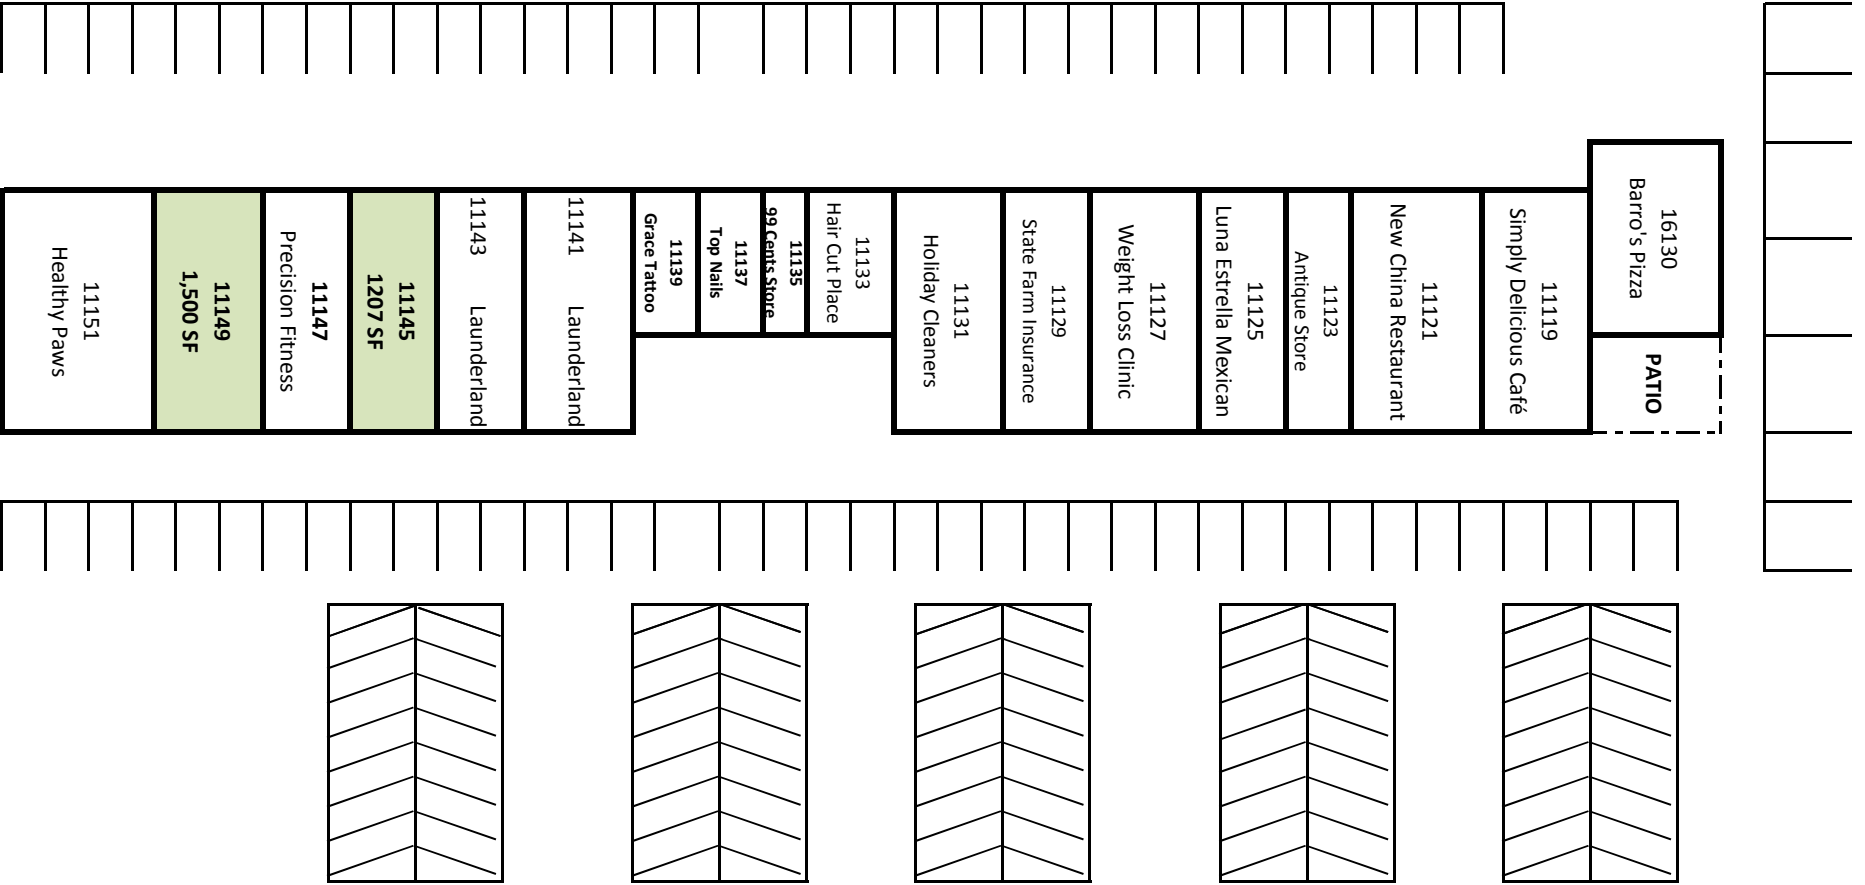 11151
Healthy Paws
11149
1,500 SF
11147
Precision Fitness
11145
1207 SF
11143 Launderland
11141 Launderland
11139
Grace Tattoo
11137
Top Nails
11135
99 Cents Store
11133
Hair Cut Place
11131
Holiday Cleaners
11129
State Farm Insurance
11127
Weight Loss Clinic
11125
Luna Estrella Mexican
11123
Antique Store
11121
New China Restaurant
11119
Simply Delicious Café
16130
Barro's Pizza
PATIO